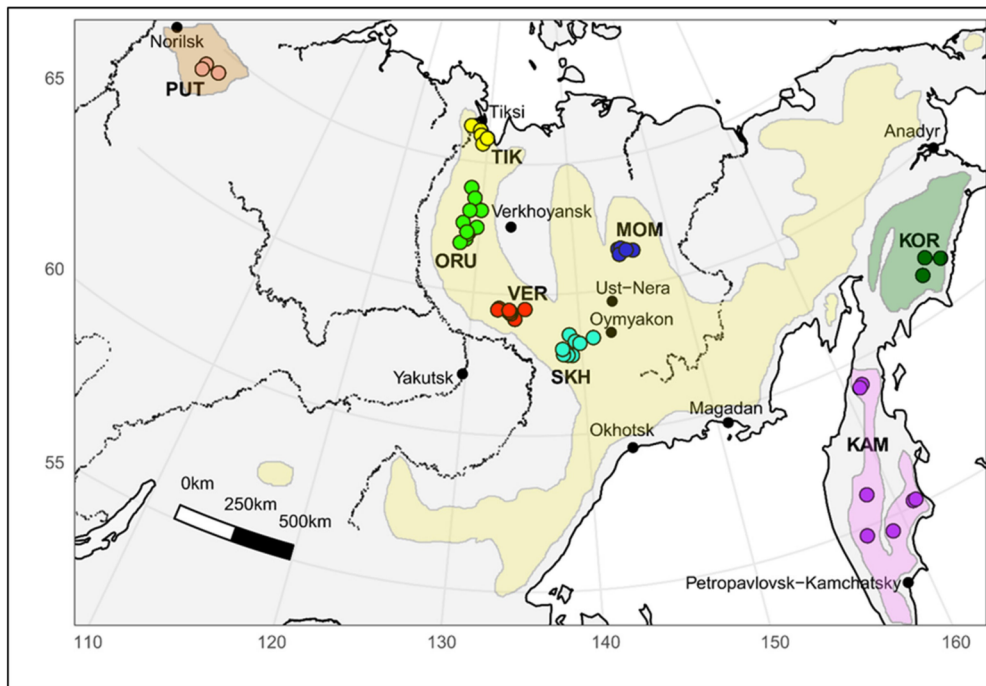 Norilsk
65
PUT
Tiksi
TIK
Anadyr
Verkhoyansk
MOM
KOR
ORU
60
Ust-Nera
VER
Oymyakon
SKH
Yakutsk
Magadan
Okhotsk
KAM
55
0km
250km
500km
Petropavlovsk-Kamchatsky
110
120
130
140
150
160